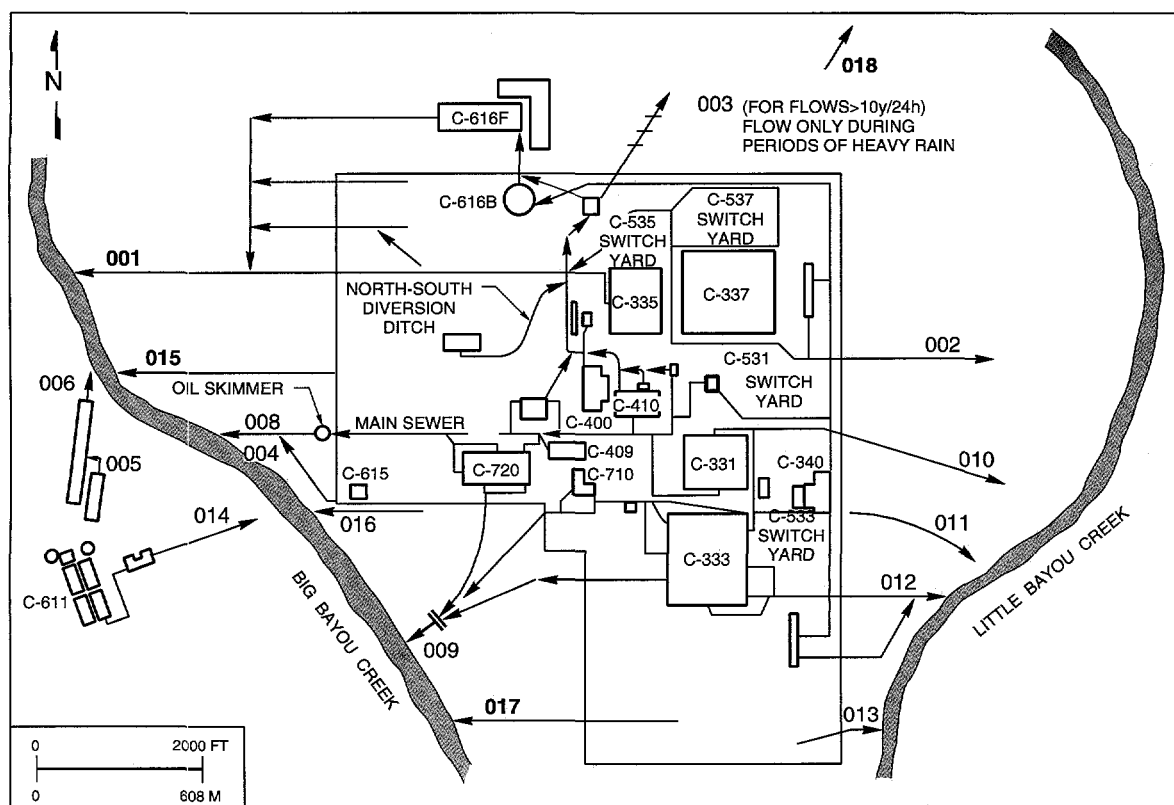 018
003 (FOR FLOWS>10y/24h)
FLOW ONLY DURING
PERIODS OF HEAVY RAIN
N
C-616F
C-616B
C-537
SWITCH
YARD
C-535
SWITCH
YARD
001
NORTH-SOUTH
DIVERSION
DITCH
C-335
C-337
002
015
006
OIL SKIMMER
C-531
SWITCH
YARD
C-410
C-400
008
MAIN SEWER
004
005
C-409
C-720
C-331
C-340
010
C-615
C-710
014
016
C-533
SWITCH
YARD
011
C-333
C-611
012
BIG BAYOU CREEK
LITTLE BAYOU CREEK
009
017
013
0 2000 FT
0 608 M